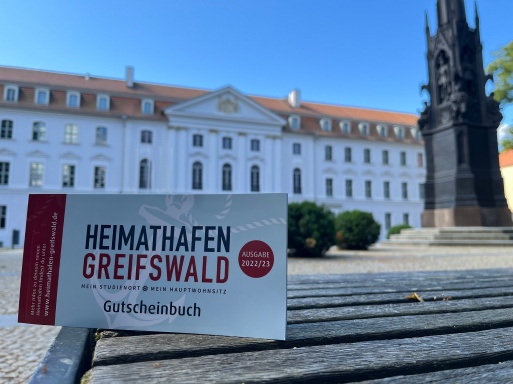 HEIMATHAFEN
GREIFSWALD
MEIN STUDIENORT MEIN HAUPTWOHNSITZ
Gutscheinbuch
AUSGABE
2022/23
www.heimathafen-greifswald.de